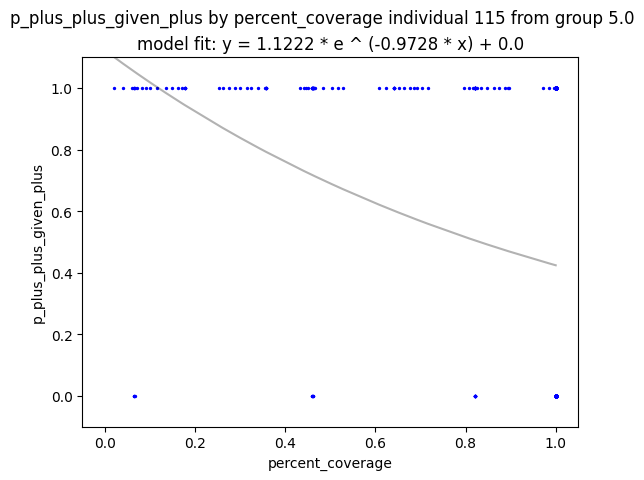 p_plus_plus_given_plus by percent_coverage individual 115 from group 5.0
model fit: y = 1.1222 * e ^ (-0.9728 * x) + 0.0
p_plus_plus_given_plus
1.0
0.8
0.6
0.4
0.2
0.0
0.0 0.2 0.4 0.6 0.8 1.0
percent_coverage